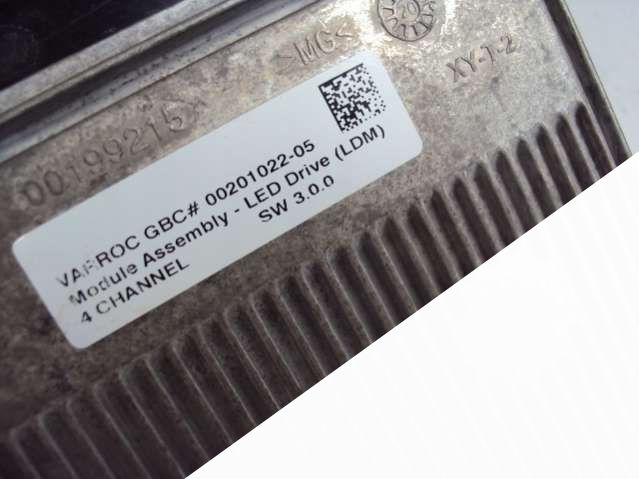 >MG<
XY-1-2
00199215
VARROC GBC# 00201022-05
Module Assembly - LED Drive (LDM)
4 CHANNEL SW 3.0.0